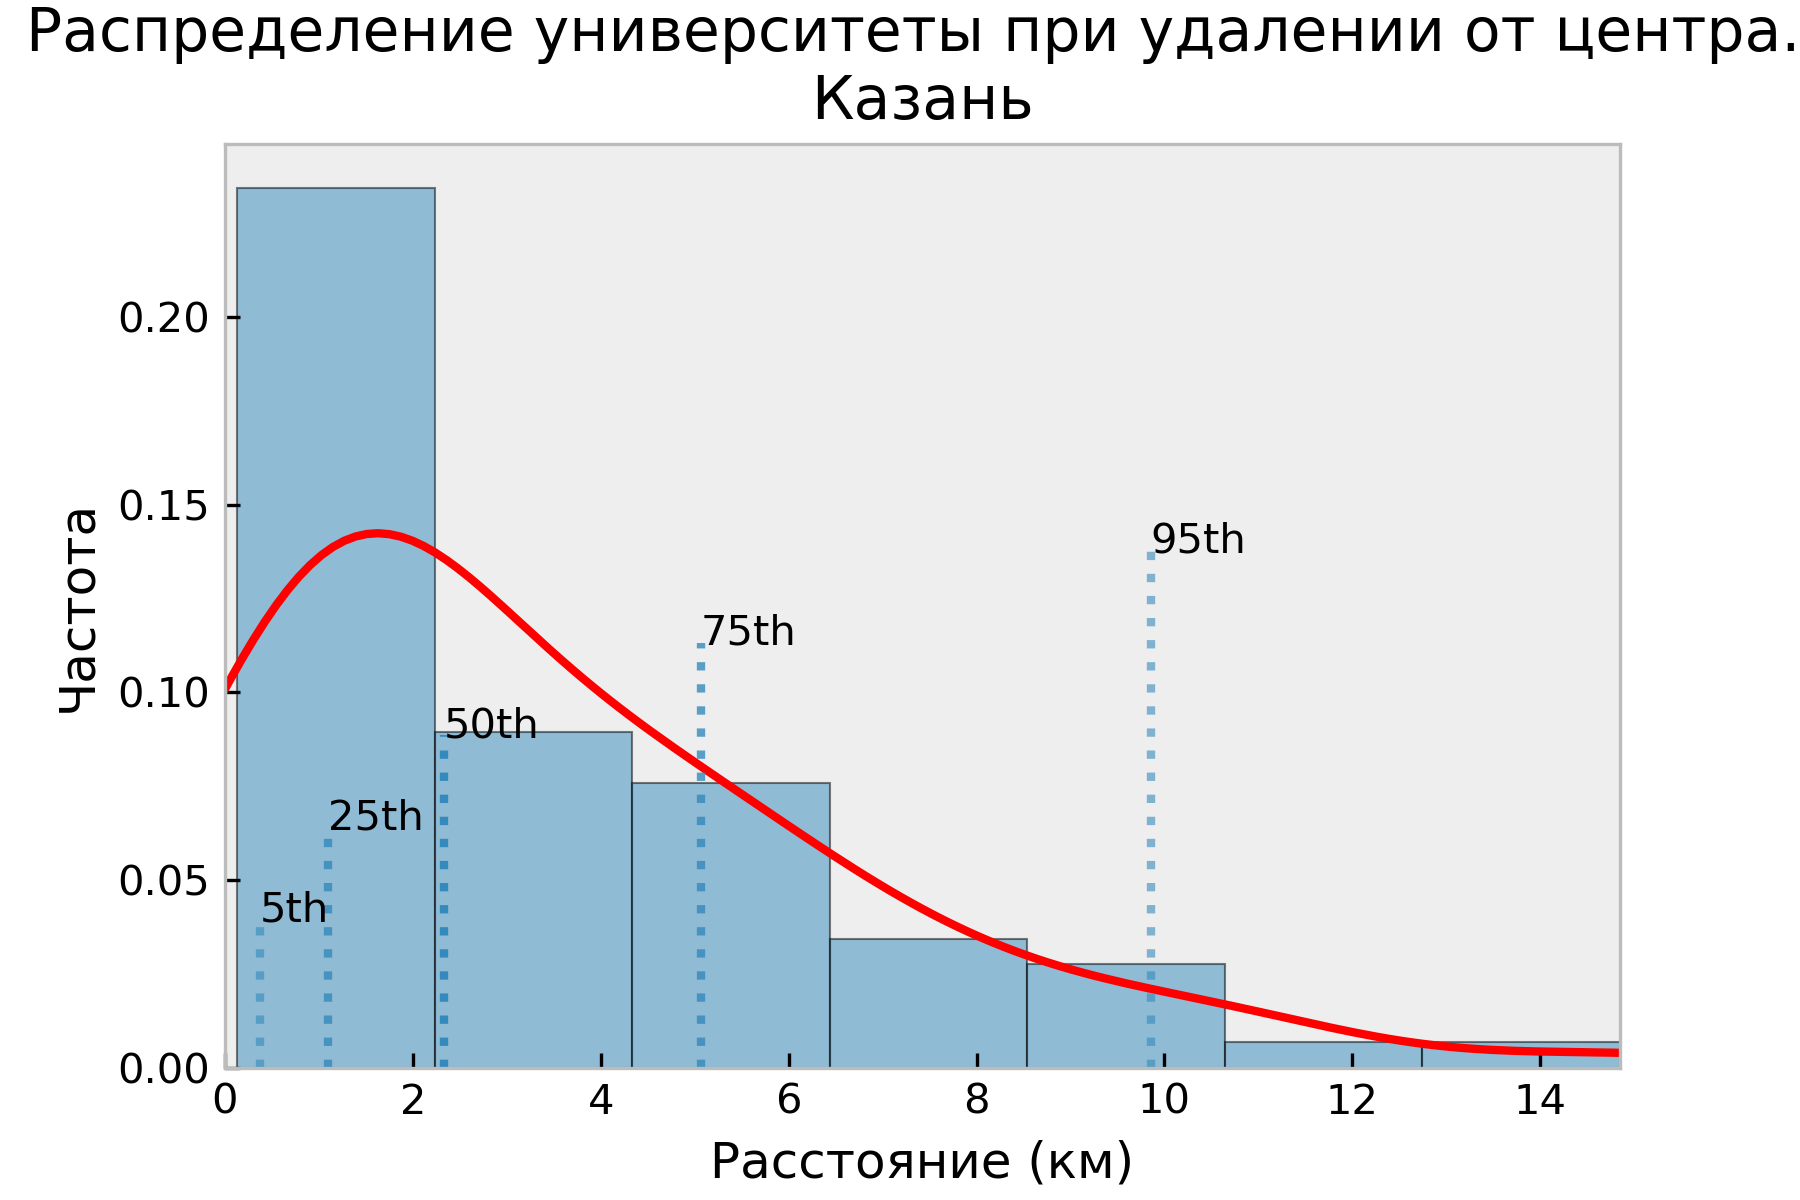 Распределение университеты при удалении от центра.
Казань
Частота
0.20
0.15
0.10
0.05
0.00
5th
25th
50th
75th
95th
0 2 4 6 8 10 12 14
Расстояние (км)